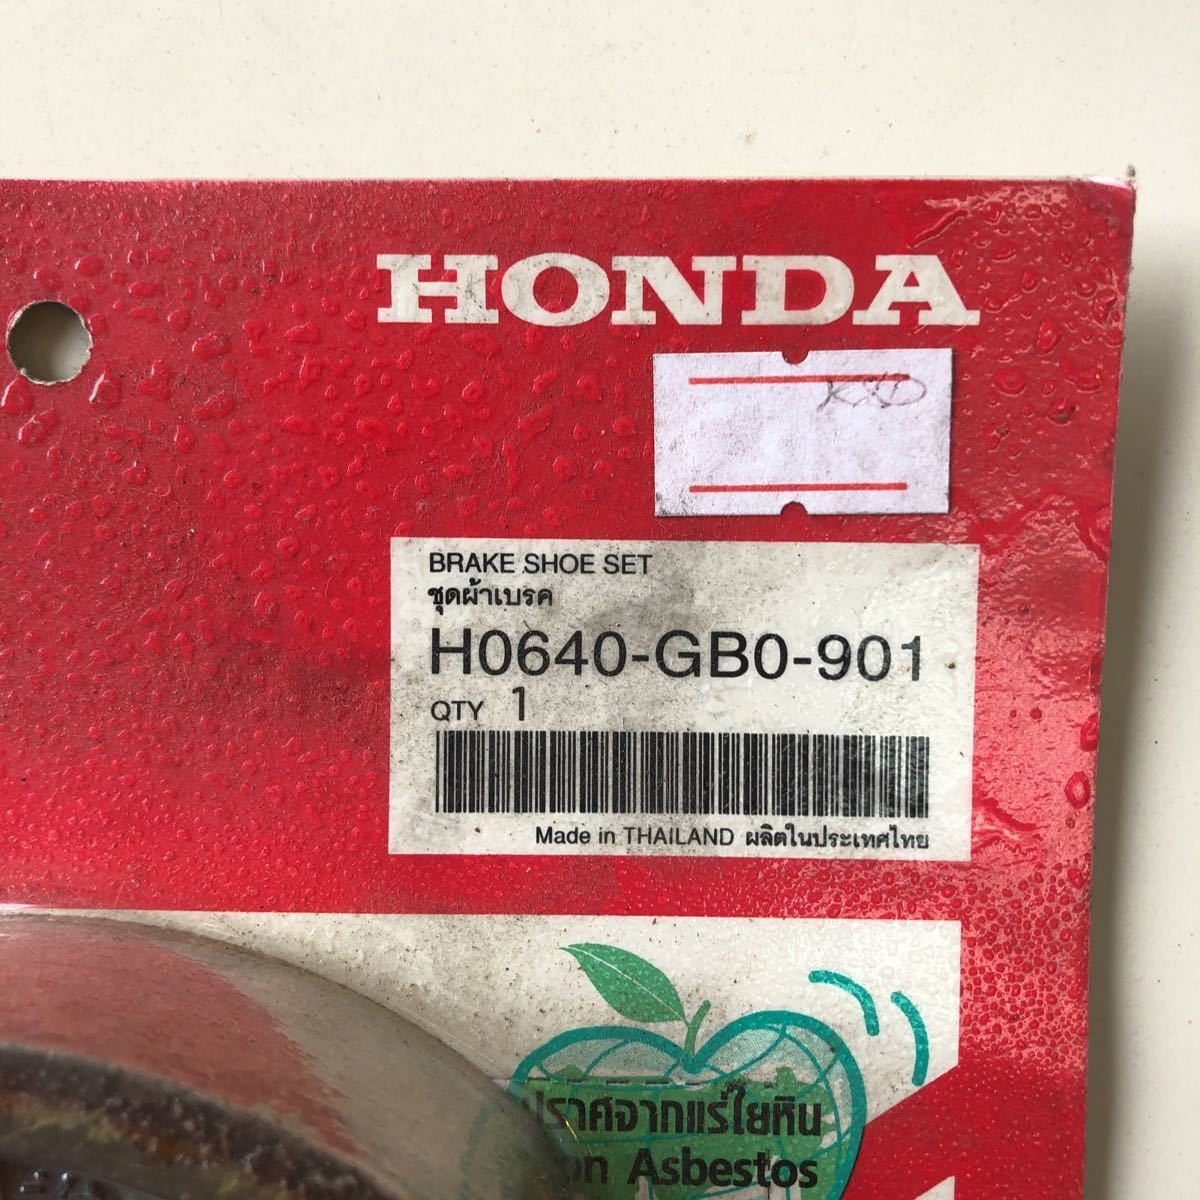 HONDA
BRAKE SHOE SET
ชุดผ้าเบรค
H0640-GB0-901
QTY 1
Made in THAILAND ผลิตในประเทศไทย
ปราศจากแร่ใยหิน
Asbestos